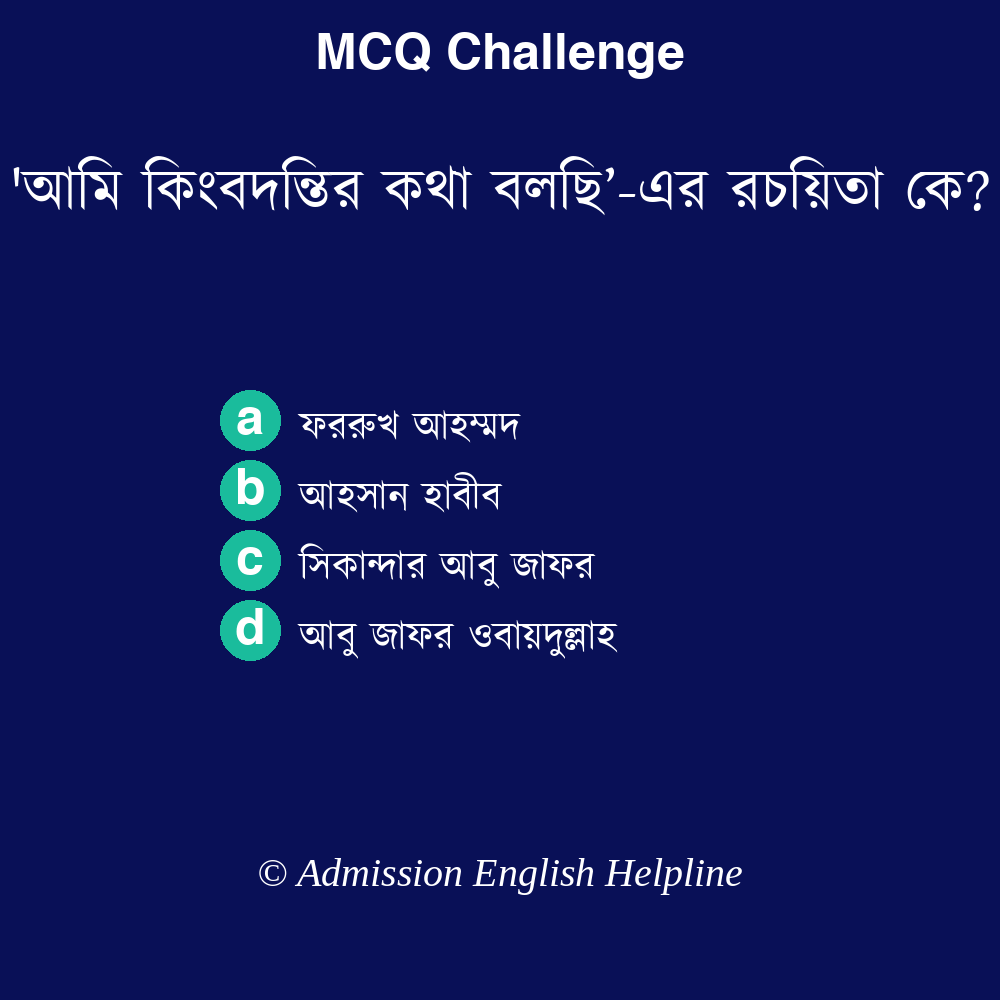 MCQ Challenge
'আমি কিংবদন্তির কথা বলছি’-এর রচয়িতা কে?
a ফররুখ আহম্মদ
b আহসান হাবীব
c সিকান্দার আবু জাফর
d আবু জাফর ওবায়দুল্লাহ
© Admission English Helpline